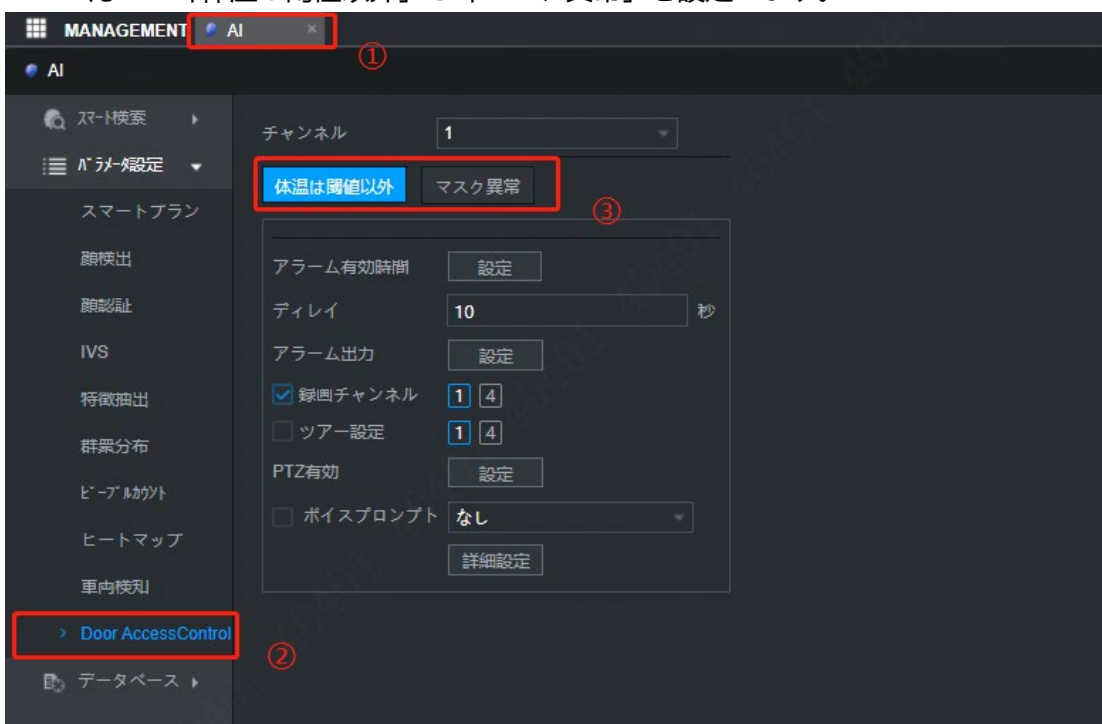 MANAGEMENT AI ×
①
AI
スマート検索
パラメータ設定
スマートプラン
顔検出
顔認証
IVS
特徴抽出
群衆分布
ピープルカウント
ヒートマップ
車両検知
Door AccessControl
②
データベース
チャンネル 1
体温は閾値以外 マスク異常
③
アラーム有効時間 設定
ディレイ 10 秒
アラーム出力 設定
録画チャンネル 1 4
ツアー設定 1 4
PTZ有効 設定
ボイスプロンプト なし
詳細設定